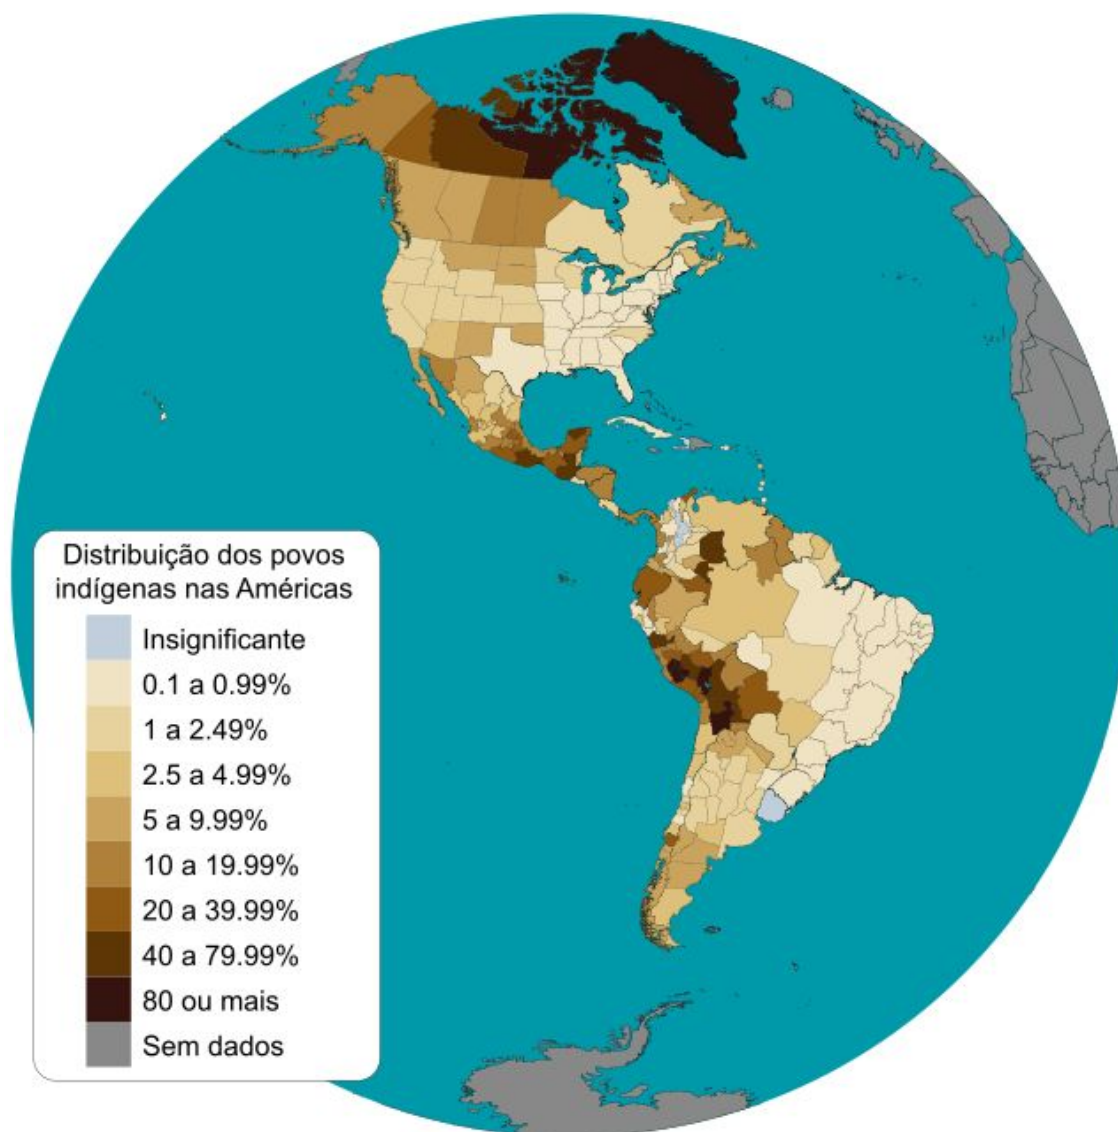 Distribuição dos povos
indígenas nas Américas
Insignificante
0.1 a 0.99%
1 a 2.49%
2.5 a 4.99%
5 a 9.99%
10 a 19.99%
20 a 39.99%
40 a 79.99%
80 ou mais
Sem dados